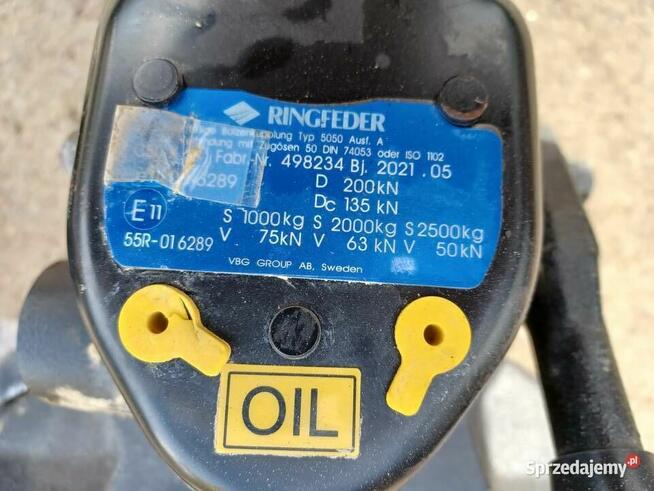 RINGFEDER
Bolzenkupplung Typ 5050 Ausf. A
mit Zugösen 50 DIN 74053 oder ISO 1102
Fabr.-Nr. 498234 Bj. 2021.05
6289 D 200kN
Dc 135 kN
E11
S 1000kg S 2000kg S 2500kg
55R-016289 V 75kN V 63 kN V 50kN
VBG GROUP AB, Sweden
OIL
Sprzedajemy.pl